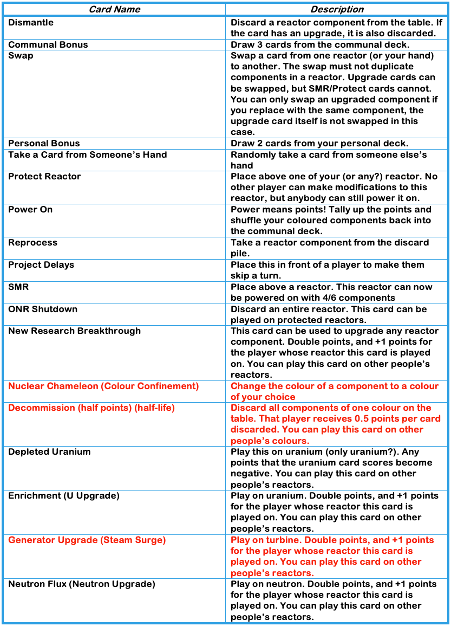 Card Name Description
Dismantle Discard a reactor component from the table. If
the card has an upgrade, it is also discarded.
Communal Bonus Draw 3 cards from the communal deck.
Swap Swap a card from one reactor (or your hand)
to another. The swap must not duplicate
components in a reactor. Upgrade cards can
be swapped, but SMR/Protect cards cannot.
You can only swap an upgraded component if
you replace with the same component, the
upgrade card itself is not swapped in this
case.
Personal Bonus Draw 2 cards from your personal deck.
Take a Card from Someone's Hand Randomly take a card from someone else's
hand
Protect Reactor Place above one of your (or any?) reactor. No
other player can make modifications to this
reactor, but anybody can still power it on.
Power On Power means points! Tally up the points and
shuffle your coloured components back into
the communal deck.
Reprocess Take a reactor component from the discard
pile.
Project Delays Place this in front of a player to make them
skip a turn.
SMR Place above a reactor. This reactor can now
be powered on with 4/6 components
ONR Shutdown Discard an entire reactor. This card can be
played on protected reactors.
New Research Breakthrough This card can be used to upgrade any reactor
component. Double points, and +1 points for
the player whose reactor this card is played
on. You can play this card on other people's
reactors.
Nuclear Chameleon (Colour Confinement) Change the colour of a component to a colour
of your choice
Decommission (half points) (half-life) Discard all components of one colour on the
table. That player receives 0.5 points per card
discarded. You can play this card on other
people's colours.
Depleted Uranium Play this on uranium (only uranium?). Any
points that the uranium card scores become
negative. You can play this card on other
people's reactors.
Enrichment (U Upgrade) Play on uranium. Double points, and +1 points
for the player whose reactor this card is
played on. You can play this card on other
people's reactors.
Generator Upgrade (Steam Surge) Play on turbine. Double points, and +1 points
for the player whose reactor this card is
played on. You can play this card on other
people's reactors.
Neutron Flux (Neutron Upgrade) Play on neutron. Double points, and +1 points
for the player whose reactor this card is
played on. You can play this card on other
people's reactors.